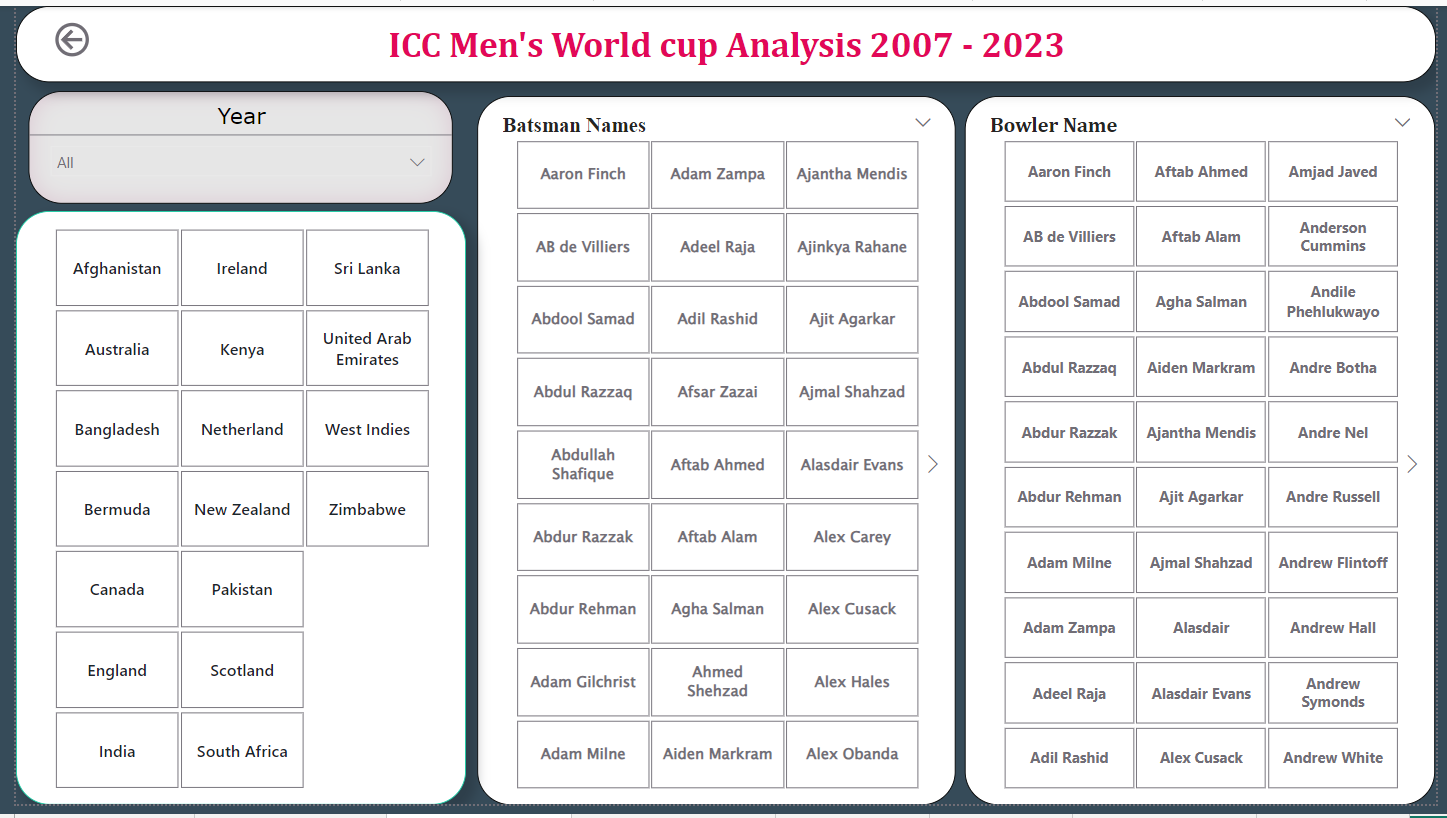 ICC Men's World cup Analysis 2007 - 2023
Year
All
Afghanistan
Ireland
Sri Lanka
Australia
Kenya
United Arab
Emirates
Bangladesh
Netherland
West Indies
Bermuda
New Zealand
Zimbabwe
Canada
Pakistan
England
Scotland
India
South Africa
Batsman Names
Aaron Finch
Adam Zampa
Ajantha Mendis
AB de Villiers
Adeel Raja
Ajinkya Rahane
Abdool Samad
Adil Rashid
Ajit Agarkar
Abdul Razzaq
Afsar Zazai
Ajmal Shahzad
Abdullah
Shafique
Aftab Ahmed
Alasdair Evans
Abdur Razzak
Aftab Alam
Alex Carey
Abdur Rehman
Agha Salman
Alex Cusack
Adam Gilchrist
Ahmed
Shehzad
Alex Hales
Adam Milne
Aiden Markram
Alex Obanda
Bowler Name
Aaron Finch
Aftab Ahmed
Amjad Javed
AB de Villiers
Aftab Alam
Anderson
Cummins
Abdool Samad
Agha Salman
Andile
Phehlukwayo
Abdul Razzaq
Aiden Markram
Andre Botha
Abdur Razzak
Ajantha Mendis
Andre Nel
Abdur Rehman
Ajit Agarkar
Andre Russell
Adam Milne
Ajmal Shahzad
Andrew Flintoff
Adam Zampa
Alasdair
Andrew Hall
Adeel Raja
Alasdair Evans
Andrew
Symonds
Adil Rashid
Alex Cusack
Andrew White